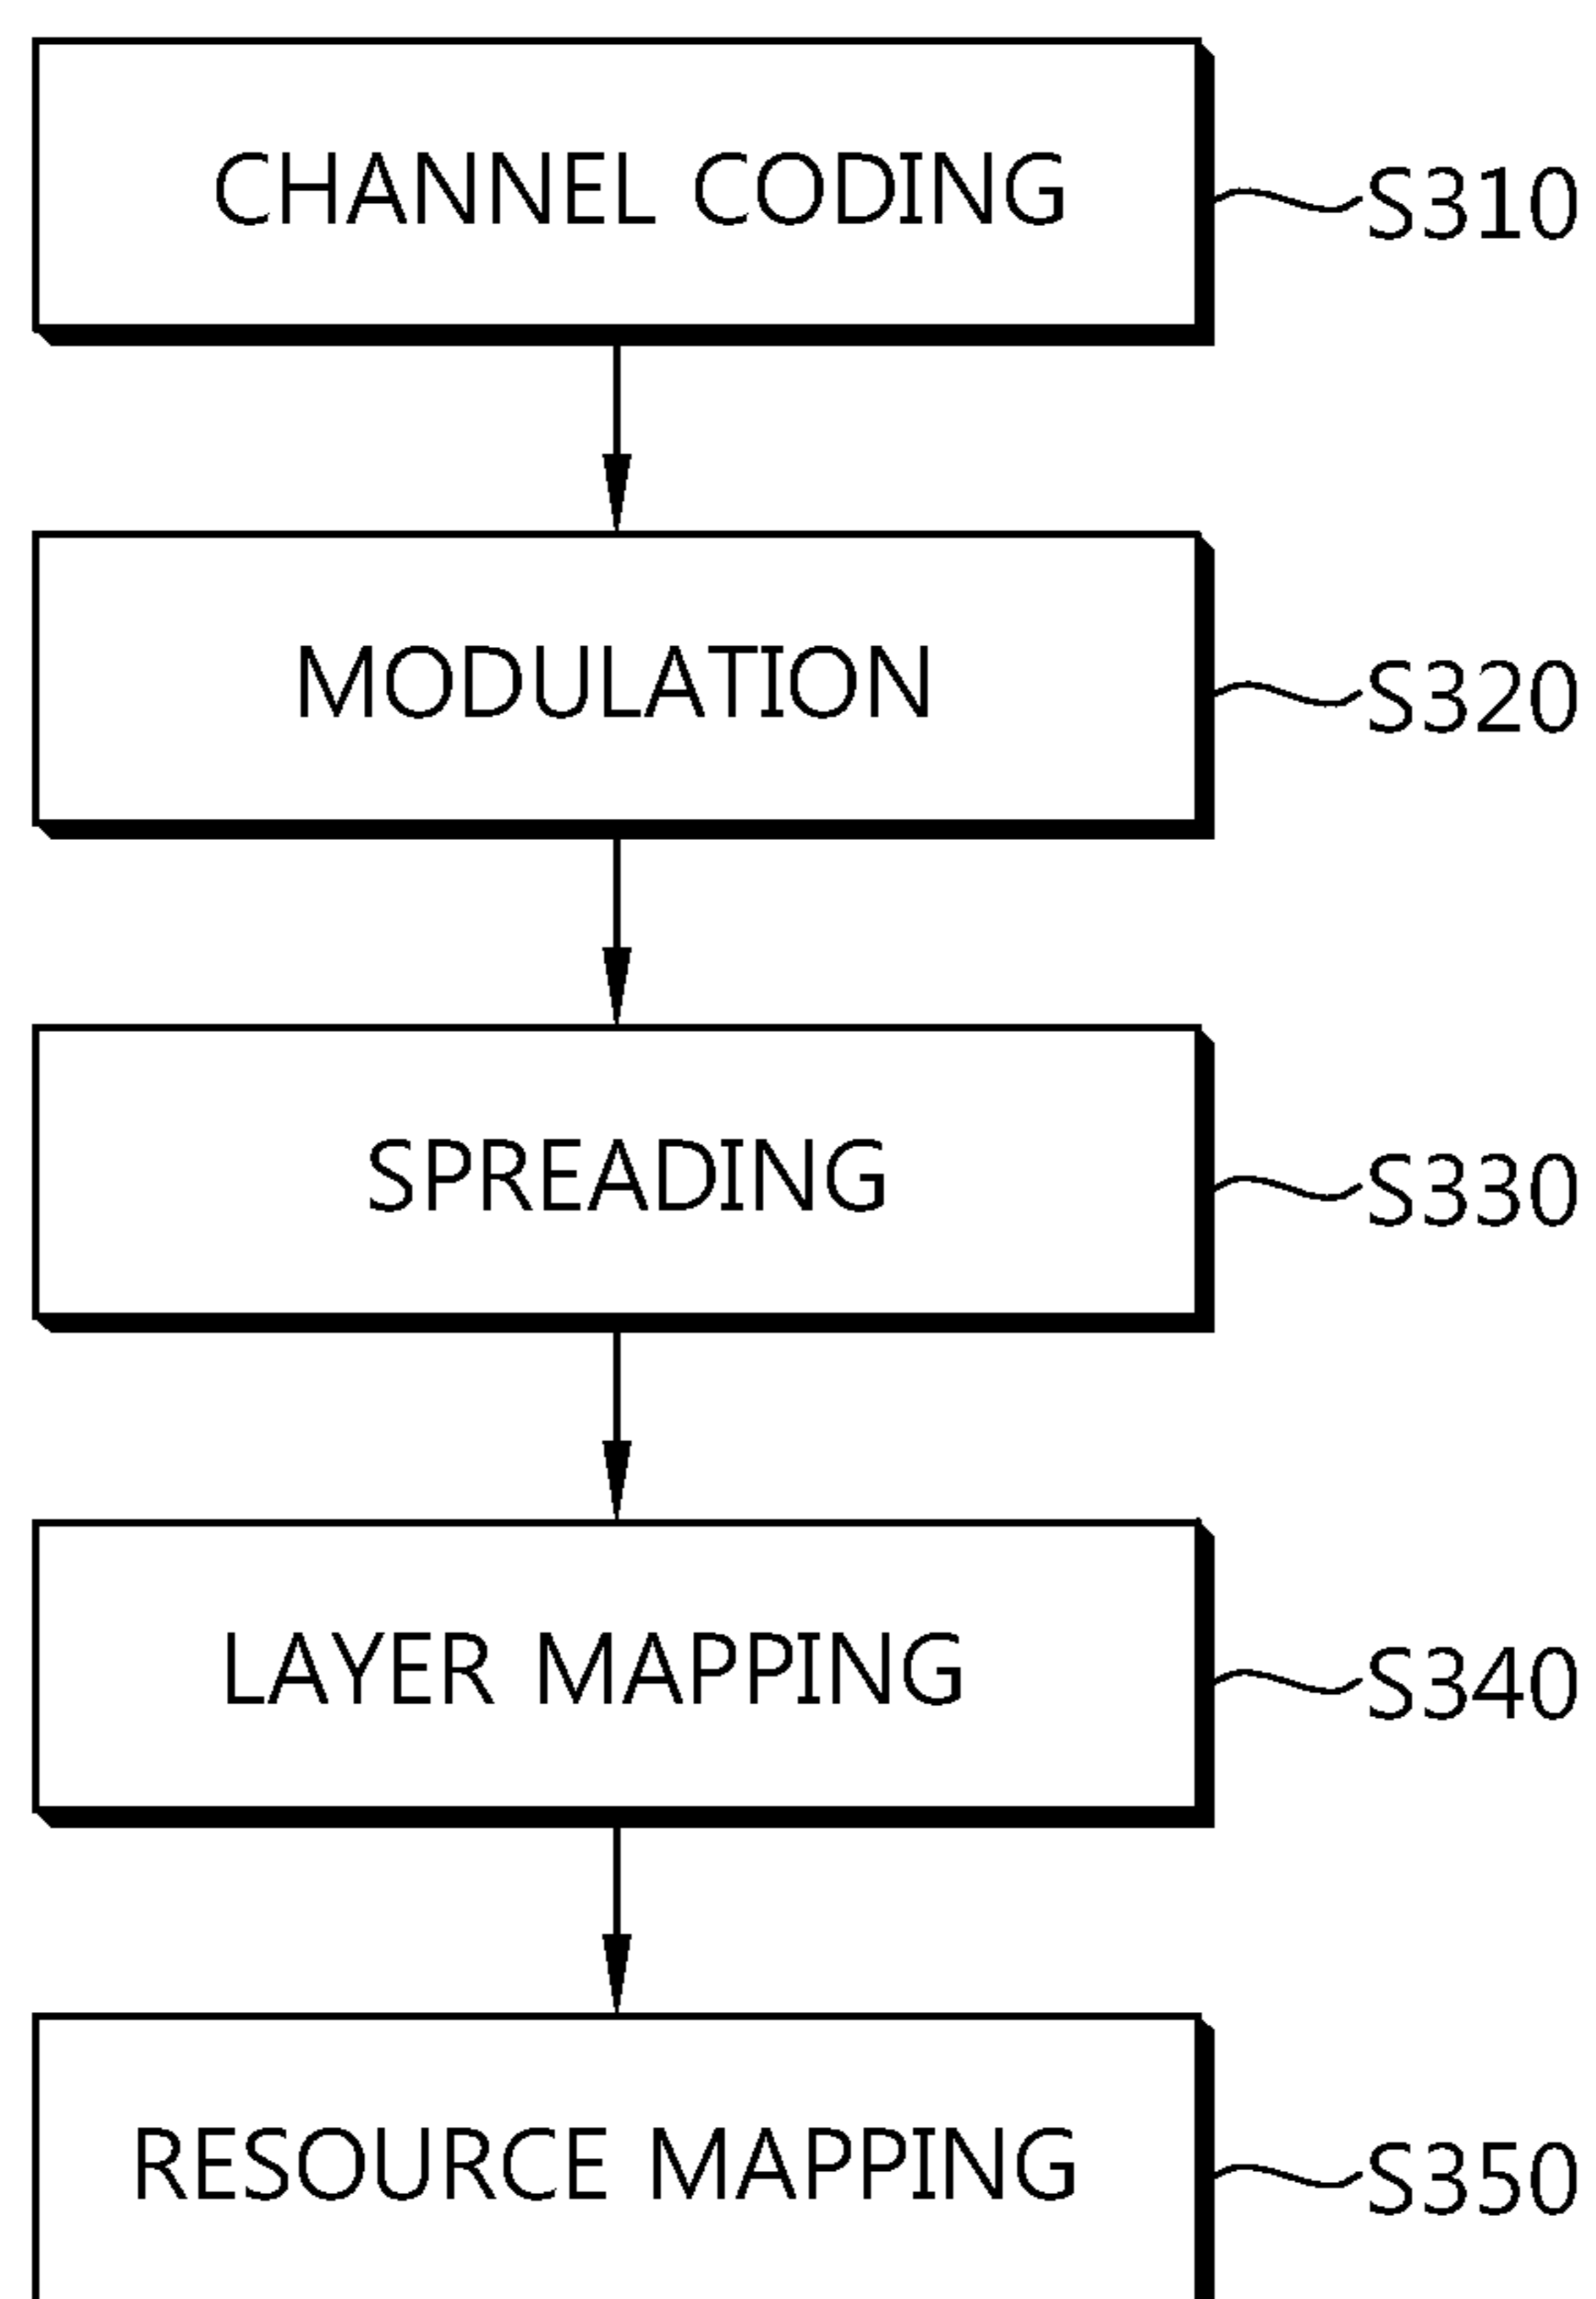 CHANNEL CODING S310
MODULATION S320
SPREADING S330
LAYER MAPPING S340
RESOURCE MAPPING S350